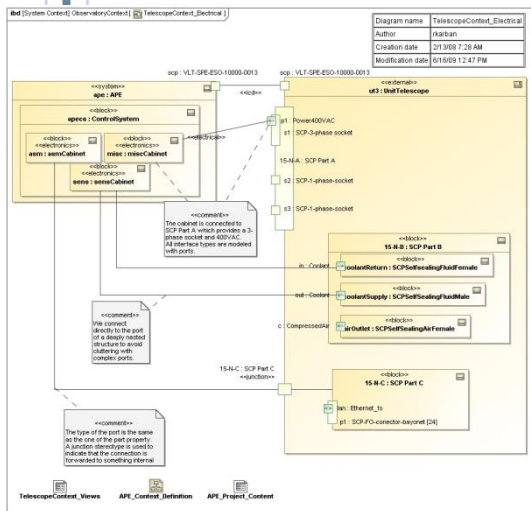 ibd [System Context] ObservatoryContext [ TelescopeContext_Electrical ]
Diagram name TelescopeContext_Electrical
Author rkarban
Creation date 2/13/08 7:28 AM
Modification date 6/16/09 12:47 PM
scp : VLT-SPE-ESO-10000-0013
scp : VLT-SPE-ESO-10000-0013
<<system>>
ape : APE
<<icd>>
<<external>>
ut3 : UnitTelescope
<<block>>
apecs : ControlSystem
<<block>>
<<electronics>>
asm : asmCabinet
<<block>>
<<electronics>>
misc : miscCabinet
<<electrical>>
<<block>>
<<electronics>>
sens : sensCabinet
p1 : Power400VAC
s1 : SCP-3-phase socket
15-N-A : SCP Part A
s2 : SCP-1-phase-socket
s3 : SCP-1-phase-socket
<<comment>>
The cabinet is connected to
SCP Part A which provides a 3-
phase socket and 400VAC.
All interface types are modeled
with ports.
<<block>>
15-N-B : SCP Part B
in : Coolant
<<block>>
coolantReturn : SCPSelfsealingFluidFemale
out : Coolant
<<block>>
coolantSupply : SCPSelfSealingFluidMale
c : CompressedAir
<<block>>
airOutlet : SCPSelfSealingAirFemale
<<comment>>
We connect
directly to the port
of a deeply nested
structure to avoid
cluttering with
complex ports.
15-N-C : SCP Part C
<<junction>>
<<block>>
15-N-C : SCP Part C
lan : Ethernet_ts
p1 : SCP-FO-conector-bayonet [24]
<<comment>>
The type of the port is the same
as the one of the part property.
A junction stereotype is used to
indicate that the connection is
forwarded to something internal
TelescopeContext_Views
APE_Context_Definition
APE_Project_Content